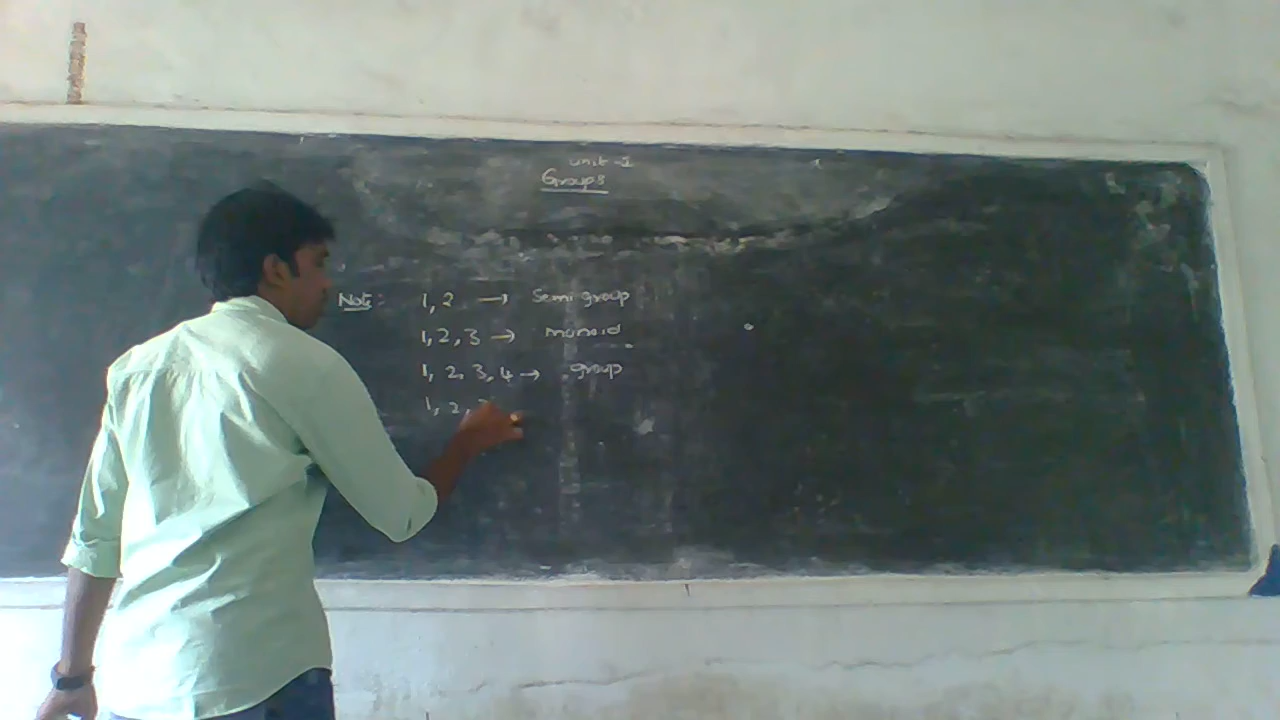 unit-I
Groups
Note: 1, 2 → Semi group
1, 2, 3 → monoid
1, 2, 3, 4 → group
1, 2, 3